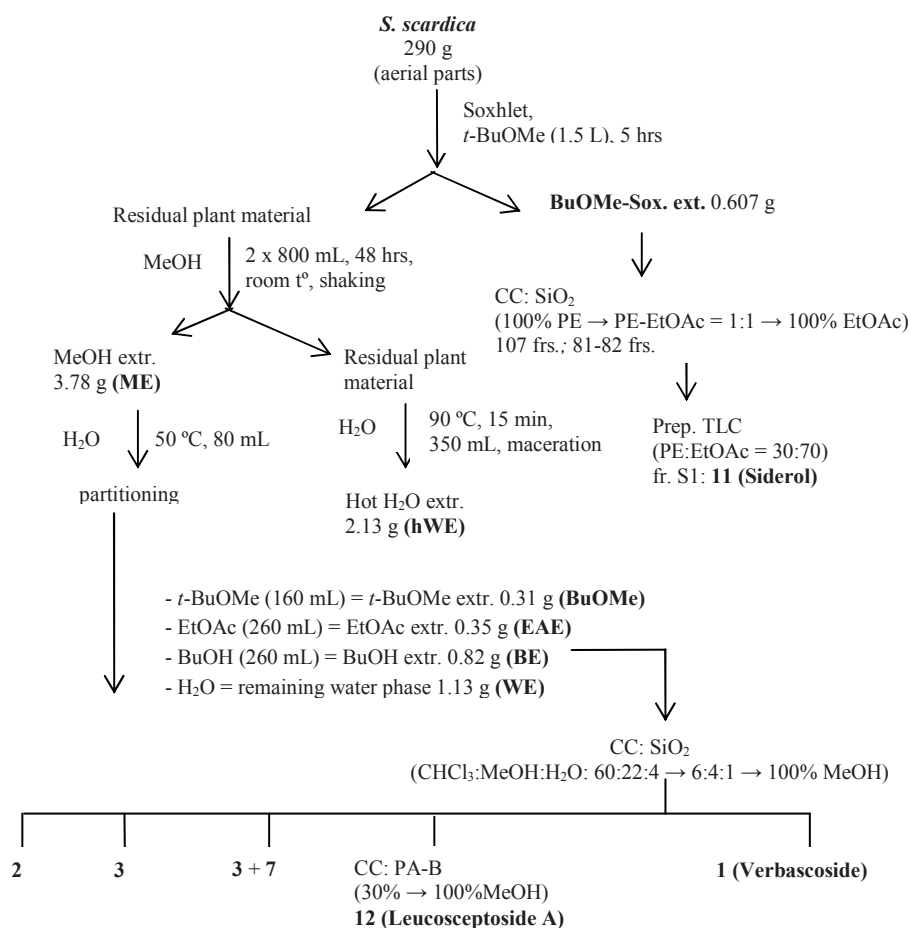 S. scardica
290 g
(aerial parts)
Soxhlet,
t-BuOMe (1.5 L), 5 hrs
Residual plant material
BuOMe-Sox. ext. 0.607 g
MeOH
2 x 800 mL, 48 hrs,
room tº, shaking
CC: SiO₂
(100% PE → PE-EtOAc = 1:1 → 100% EtOAc)
107 frs.; 81-82 frs.
MeOH extr.
3.78 g (ME)
Residual plant
material
H₂O
50 ºC, 80 mL
H₂O
90 ºC, 15 min,
350 mL, maceration
Prep. TLC
(PE:EtOAc = 30:70)
fr. S1: 11 (Siderol)
partitioning
Hot H₂O extr.
2.13 g (hWE)
- t-BuOMe (160 mL) = t-BuOMe extr. 0.31 g (BuOMe)
- EtOAc (260 mL) = EtOAc extr. 0.35 g (EAE)
- BuOH (260 mL) = BuOH extr. 0.82 g (BE)
- H₂O = remaining water phase 1.13 g (WE)
CC: SiO₂
(CHCl₃:MeOH:H₂O: 60:22:4 → 6:4:1 → 100% MeOH)
2
3
3 + 7
CC: PA-B
(30% → 100%MeOH)
12 (Leucosceptoside A)
1 (Verbascoside)